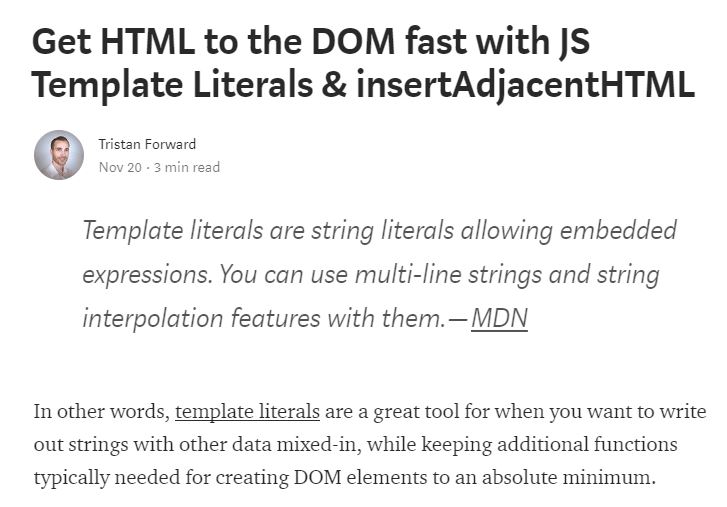 Get HTML to the DOM fast with JS
Template Literals & insertAdjacentHTML
Tristan Forward
Nov 20 · 3 min read
Template literals are string literals allowing embedded
expressions. You can use multi-line strings and string
interpolation features with them.—MDN
In other words, template literals are a great tool for when you want to write
out strings with other data mixed-in, while keeping additional functions
typically needed for creating DOM elements to an absolute minimum.